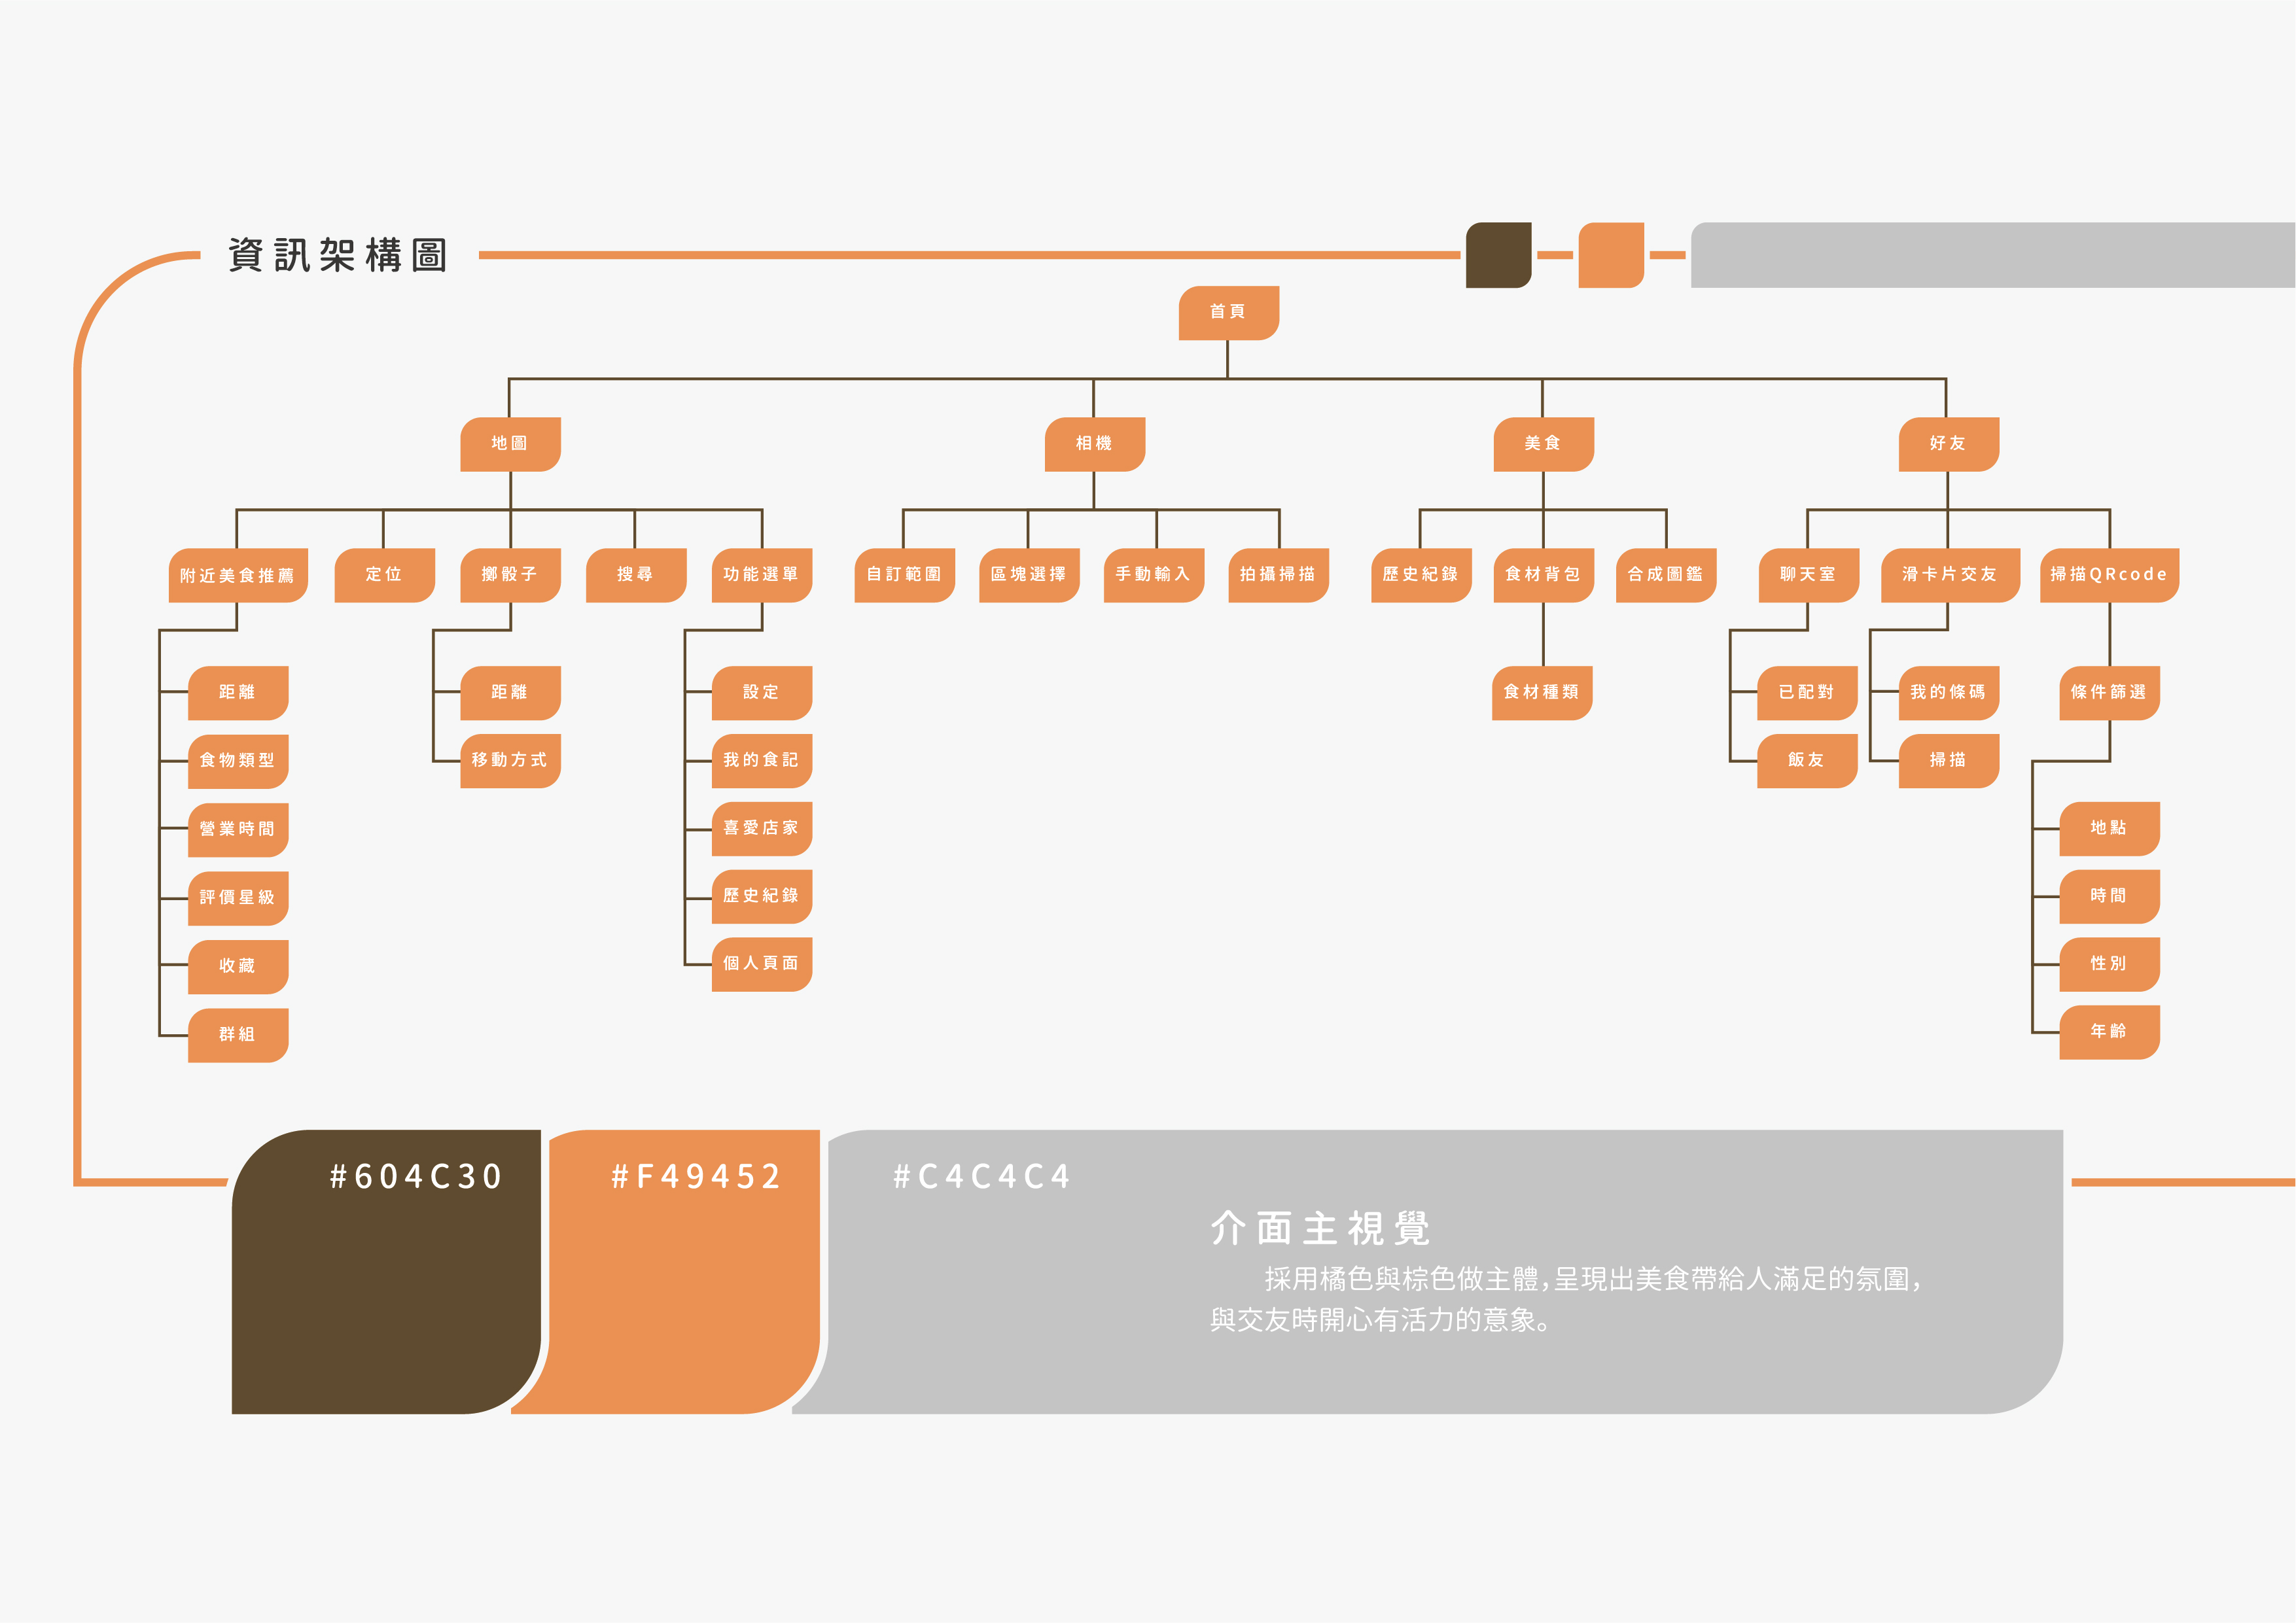 資訊架構圖
首頁
地圖
相機
美食
好友
附近美食推薦
定位
擲骰子
搜尋
功能選單
自訂範圍
區塊選擇
手動輸入
拍攝掃描
歷史紀錄
食材背包
合成圖鑑
聊天室
滑卡片交友
掃描QRcode
距離
食物類型
營業時間
評價星級
收藏
群組
距離
移動方式
設定
我的食記
喜愛店家
歷史紀錄
個人頁面
食材種類
已配對
飯友
我的條碼
掃描
條件篩選
地點
時間
性別
年齡
#604C30
#F49452
#C4C4C4
介面主視覺
採用橘色與棕色做主體，呈現出美食帶給人滿足的氛圍，
與交友時開心有活力的意象。